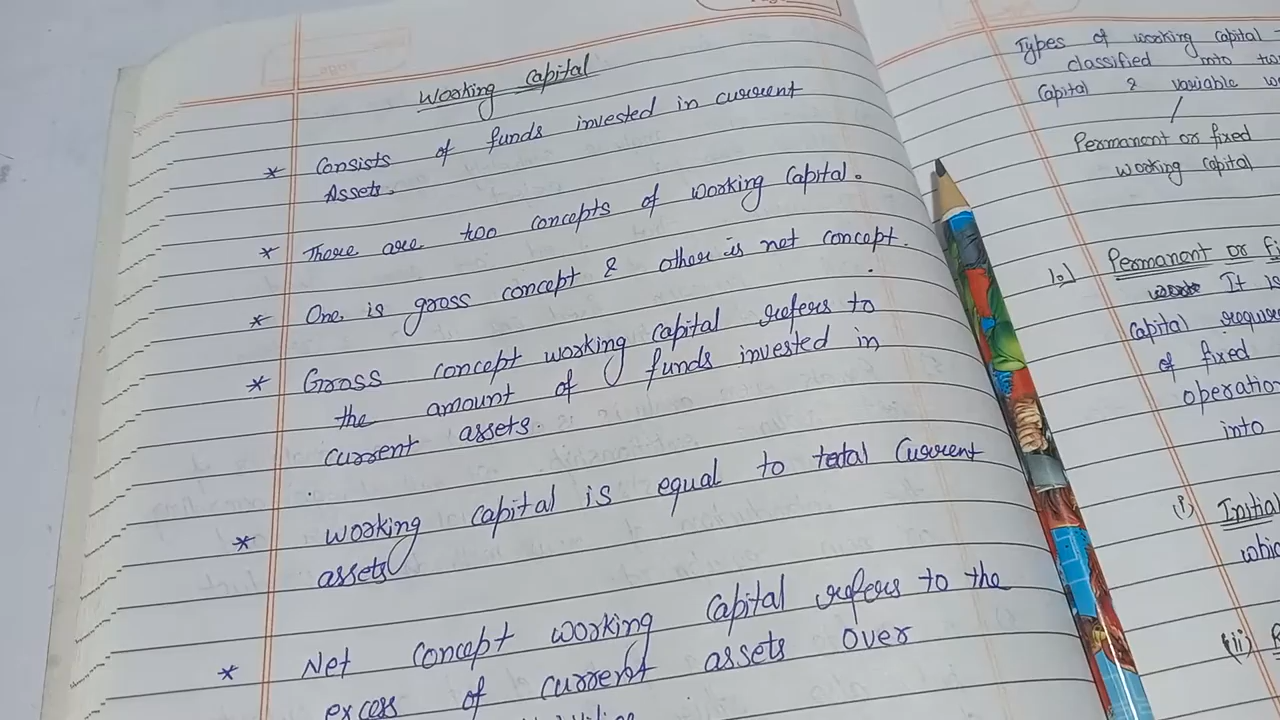 Working Capital
* Consists of funds invested in current
Assets.
* There are two concepts of working Capital.
* One is gross concept & other is net concept.
* Gross concept working capital refers to
the amount of funds invested in
current assets.
* working capital is equal to total Current
assets
* Net concept working capital refers to the
excess of current assets over
Types of working capital -
classified into
Capital & variable
Permanent or fixed
working capital
1.) Permanent or
It is
Capital
of fixed
operation
into
(i) Initial
(ii)